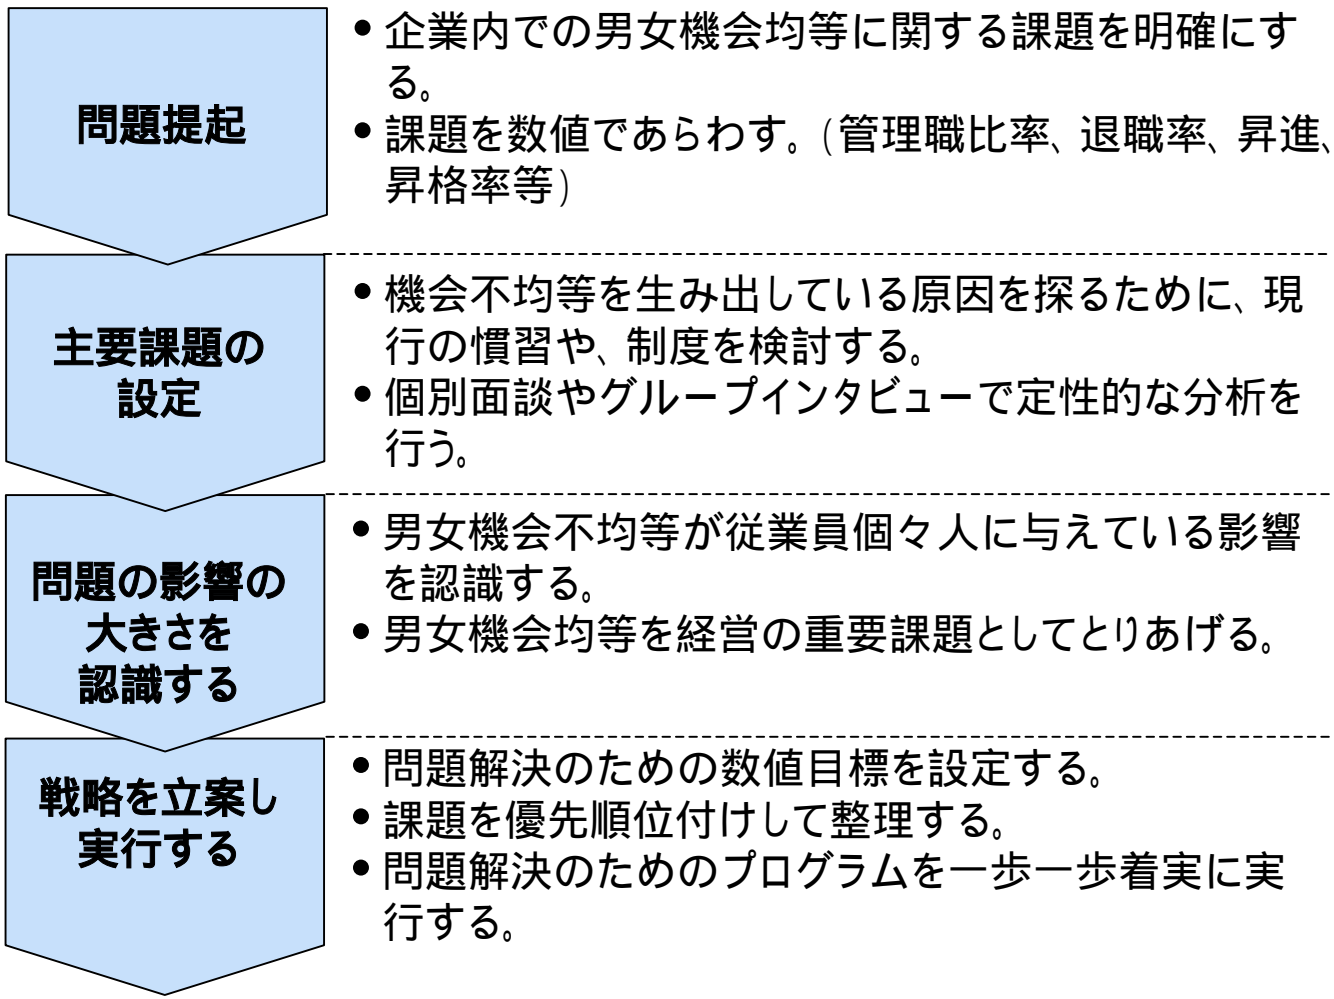 問題提起
• 企業内での男女機会均等に関する課題を明確にす
る。
• 課題を数値であらわす。(管理職比率、退職率、昇進、
昇格率等)
主要課題の
設定
• 機会不均等を生み出している原因を探るために、現
行の慣習や、制度を検討する。
• 個別面談やグループインタビューで定性的な分析を
行う。
問題の影響の
大きさを
認識する
• 男女機会不均等が従業員個々人に与えている影響
を認識する。
• 男女機会均等を経営の重要課題としてとりあげる。
戦略を立案し
実行する
• 問題解決のための数値目標を設定する。
• 課題を優先順位付けして整理する。
• 問題解決のためのプログラムを一歩一歩着実に実
行する。